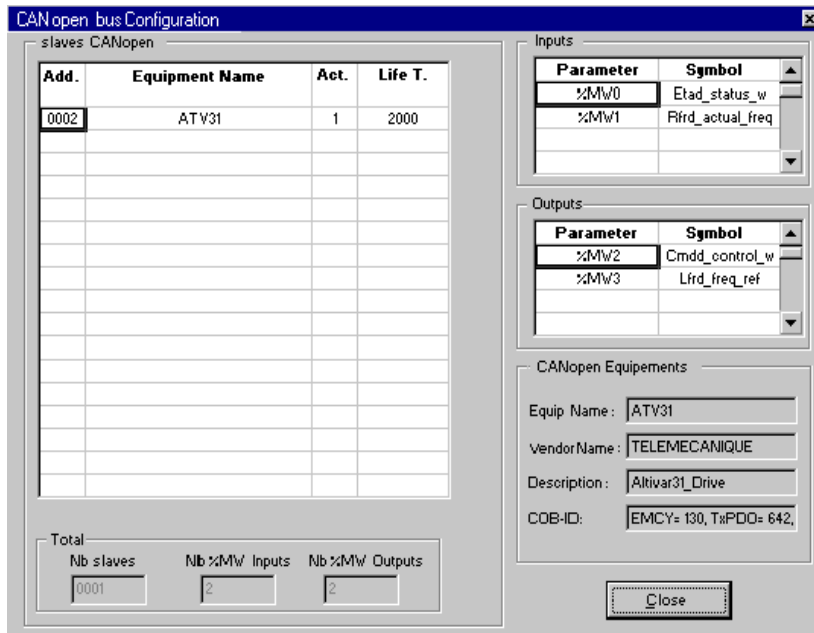 CANopen bus Configuration
slaves CANopen
Add. Equipment Name Act. Life T.
0002 ATV31 1 2000
Total
Nb slaves Nb %MW Inputs Nb %MW Outputs
0001 2 2
Inputs
Parameter Symbol
%MW0 Etad_status_w
%MW1 Rfrd_actual_freq
Outputs
Parameter Symbol
%MW2 Cmdd_control_w
%MW3 Lfrd_freq_ref
CANopen Equipements
Equip Name : ATV31
VendorName : TELEMECANIQUE
Description : Altivar31_Drive
COB-ID: EMCY= 130, TxPDO= 642,
Close